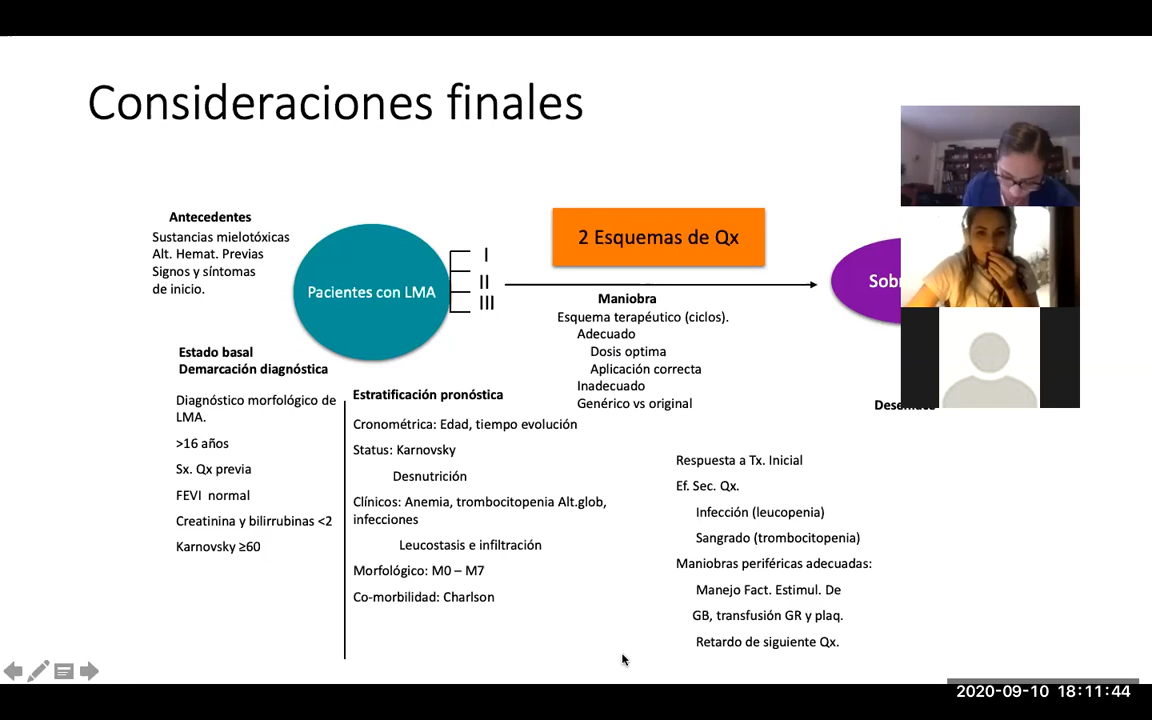 Consideraciones finales
Antecedentes
Sustancias mielotóxicas
Alt. Hemat. Previas
Signos y síntomas
de inicio.
Pacientes con LMA
I
II
III
2 Esquemas de Qx
Maniobra
Esquema terapéutico (ciclos).
Adecuado
Dosis optima
Aplicación correcta
Inadecuado
Genérico vs original
Estado basal
Demarcación diagnóstica
Diagnóstico morfológico de
LMA.
>16 años
Sx. Qx previa
FEVI normal
Creatinina y bilirrubinas <2
Karnovsky ≥60
Estratificación pronóstica
Cronométrica: Edad, tiempo evolución
Status: Karnovsky
Desnutrición
Clínicos: Anemia, trombocitopenia Alt.glob,
infecciones
Leucostasis e infiltración
Morfológico: M0 – M7
Co-morbilidad: Charlson
Respuesta a Tx. Inicial
Ef. Sec. Qx.
Infección (leucopenia)
Sangrado (trombocitopenia)
Maniobras periféricas adecuadas:
Manejo Fact. Estimul. De
GB, transfusión GR y plaq.
Retardo de siguiente Qx.
2020-09-10 18:11:44